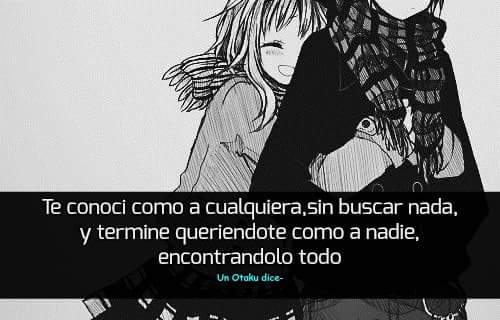 Te conoci como a cualquiera,sin buscar nada,
y termine queriendote como a nadie,
encontrandolo todo
Un Otaku dice-